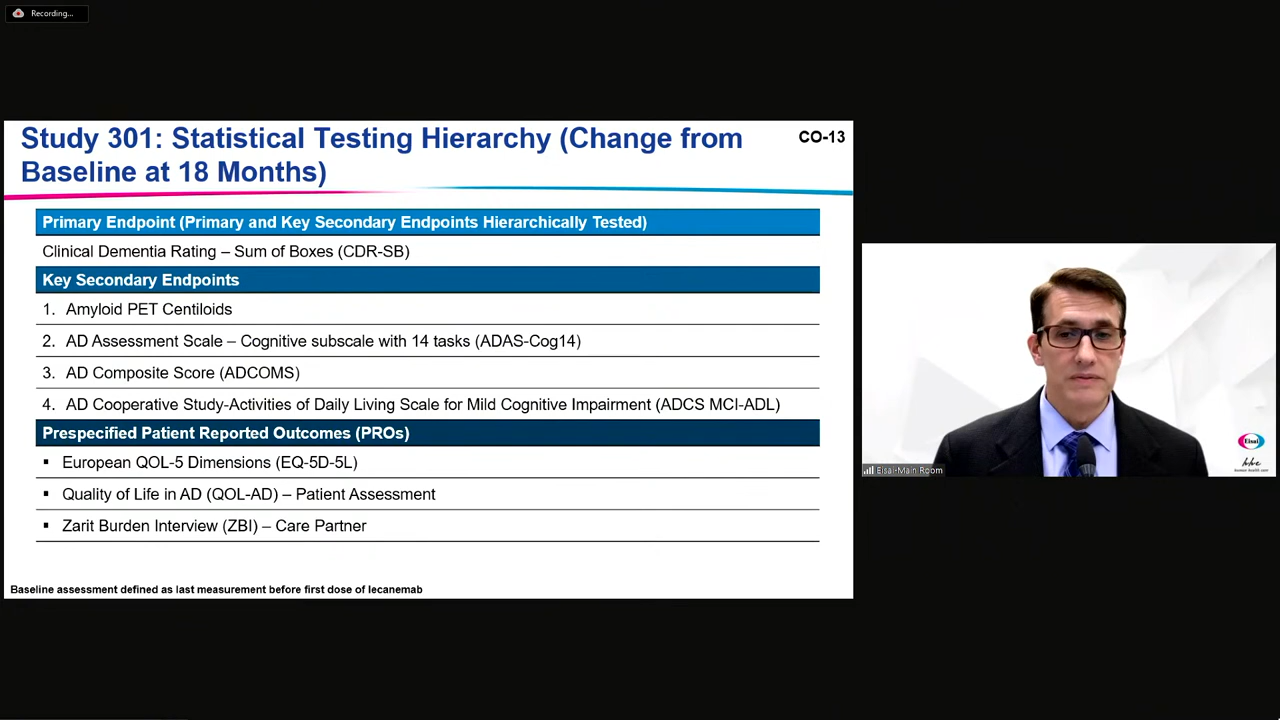 Recording...
Study 301: Statistical Testing Hierarchy (Change from
Baseline at 18 Months)
CO-13
Primary Endpoint (Primary and Key Secondary Endpoints Hierarchically Tested)
Clinical Dementia Rating – Sum of Boxes (CDR-SB)
Key Secondary Endpoints
1. Amyloid PET Centiloids
2. AD Assessment Scale – Cognitive subscale with 14 tasks (ADAS-Cog14)
3. AD Composite Score (ADCOMS)
4. AD Cooperative Study-Activities of Daily Living Scale for Mild Cognitive Impairment (ADCS MCI-ADL)
Prespecified Patient Reported Outcomes (PROs)
▪ European QOL-5 Dimensions (EQ-5D-5L)
▪ Quality of Life in AD (QOL-AD) – Patient Assessment
▪ Zarit Burden Interview (ZBI) – Care Partner
Baseline assessment defined as last measurement before first dose of lecanemab
Eisai
Eisai-Main Room